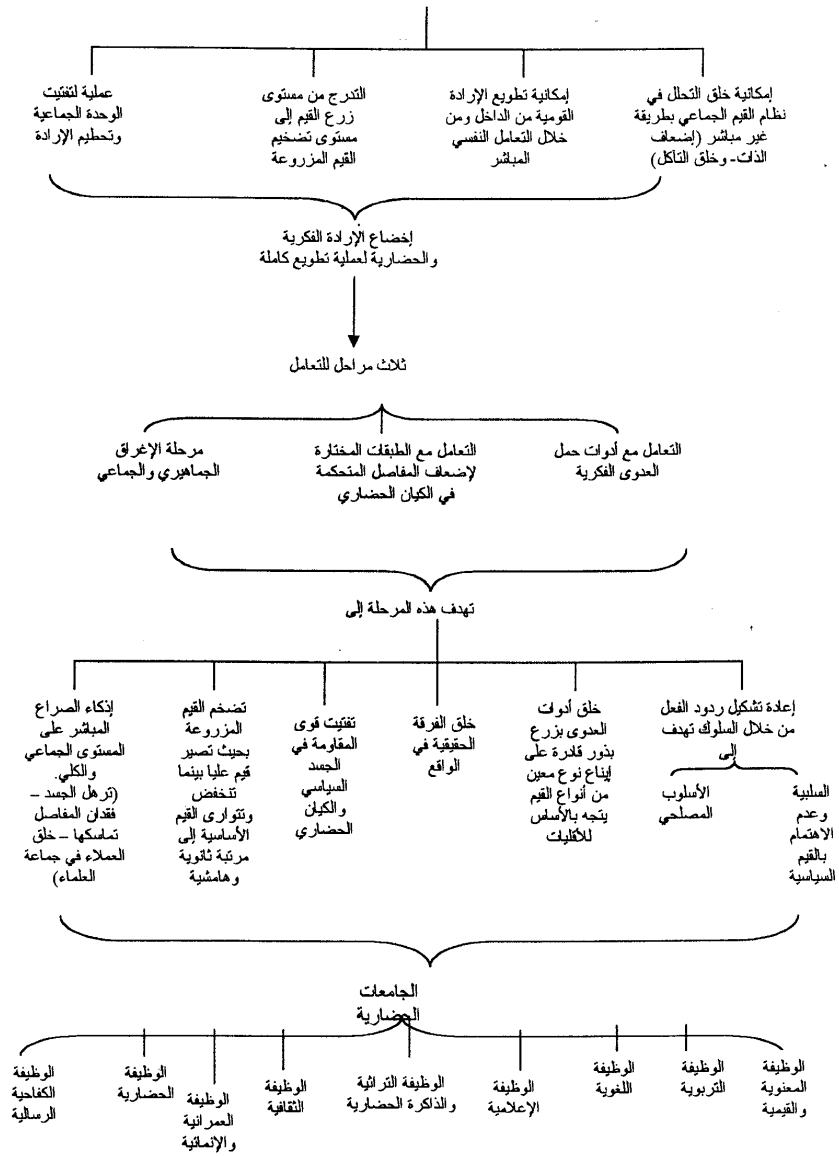 إمكانية خلق التحلل في
نظام القيم الجماعي بطريقة
غير مباشر (إضعاف
الذات- وخلق التآكل)
إمكانية تطويع الإرادة
القومية من الداخل ومن
خلال التعامل النفسي
المباشر
التدرج من مستوى
زرع القيم إلى
مستوى تضخيم
القيم المزروعة
عملية لتفتيت
الوحدة الجماعية
وتحطيم الإرادة
إخضاع الإرادة الفكرية
والحضارية لعملية تطويع كاملة
ثلاث مراحل للتعامل
التعامل مع أدوات حمل
العدوى الفكرية
التعامل مع الطبقات المختارة
لإضعاف المفاصل المتحكمة
في الكيان الحضاري
مرحلة الإغراق
الجماهيري والجماعي
تهدف هذه المرحلة إلى
إعادة تشكيل ردود الفعل
من خلال السلوك تهدف
إلى
السلبية
وعدم
الاهتمام
بالقيم
السياسية
الأسلوب
المصلحي
خلق أدوات
العدوى بزرع
بذور قادرة على
إيناع نوع معين
من أنواع القيم
يتجه بالأساس
للأقليات
خلق الفرقة
الحقيقية في
الواقع
تفتيت قوى
المقاومة في
الجسد
السياسي
والكيان
الحضاري
تضخم القيم
المزروعة
بحيث تصير
قيم عليا بينما
تنخفض
وتتوارى القيم
الأساسية إلى
مرتبة ثانوية
وهامشية
إذكاء الصراع
المباشر على
المستوى الجماعي
والكلي.
(ترهل الجسد –
فقدان المفاصل
تماسكها – خلق
العملاء في جماعة
العلماء)
الجامعات
الحضارية
الوظيفة
المعنوية
والقيمية
الوظيفة
التربوية
الوظيفة
اللغوية
الوظيفة
الإعلامية
الوظيفة التراثية
والذاكرة الحضارية
الوظيفة
الثقافية
الوظيفة
العمرانية
والإنمائية
الوظيفة
الحضارية
الوظيفة
الكفاحية
الرسالية